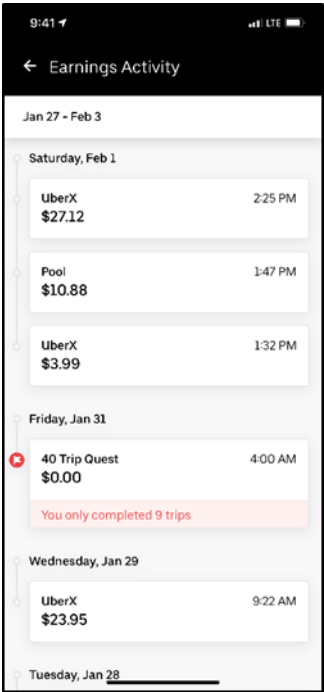 9:41 LTE
Earnings Activity
Jan 27 - Feb 3
Saturday, Feb 1
UberX 2:25 PM
$27.12
Pool 1:47 PM
$10.88
UberX 1:32 PM
$3.99
Friday, Jan 31
40 Trip Quest 4:00 AM
$0.00
You only completed 9 trips
Wednesday, Jan 29
UberX 9:22 AM
$23.95
Tuesday, Jan 28